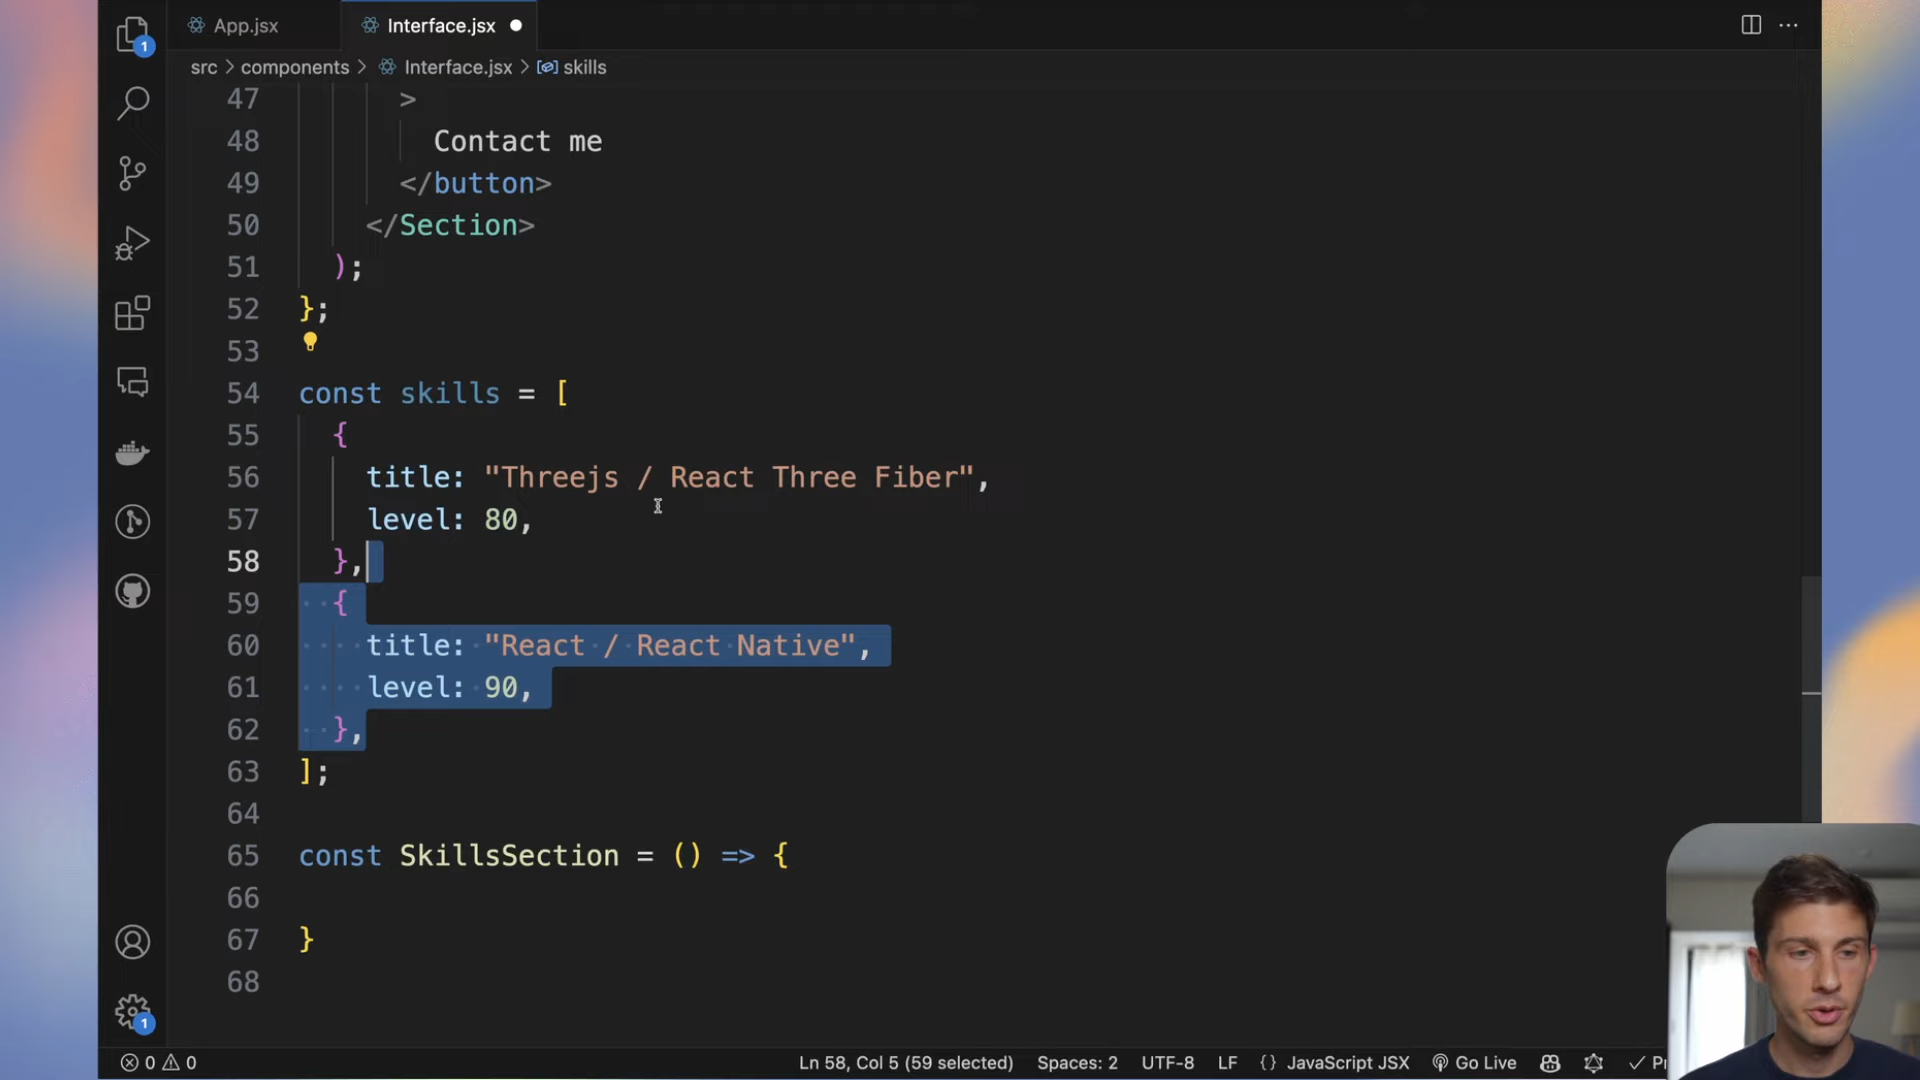 App.jsx
Interface.jsx
src > components > Interface.jsx > skills
1
47 >
48 Contact me
49 </button>
50 </Section>
51 );
52 };
53
54 const skills = [
55 {
56 title: "Threejs / React Three Fiber",
57 level: 80,
58 },
59 {
60 title: "React / React Native",
61 level: 90,
62 },
63 ];
64
65 const SkillsSection = () => {
66
67 }
68
1
0 0 Ln 58, Col 5 (59 selected) Spaces: 2 UTF-8 LF {} JavaScript JSX Go Live